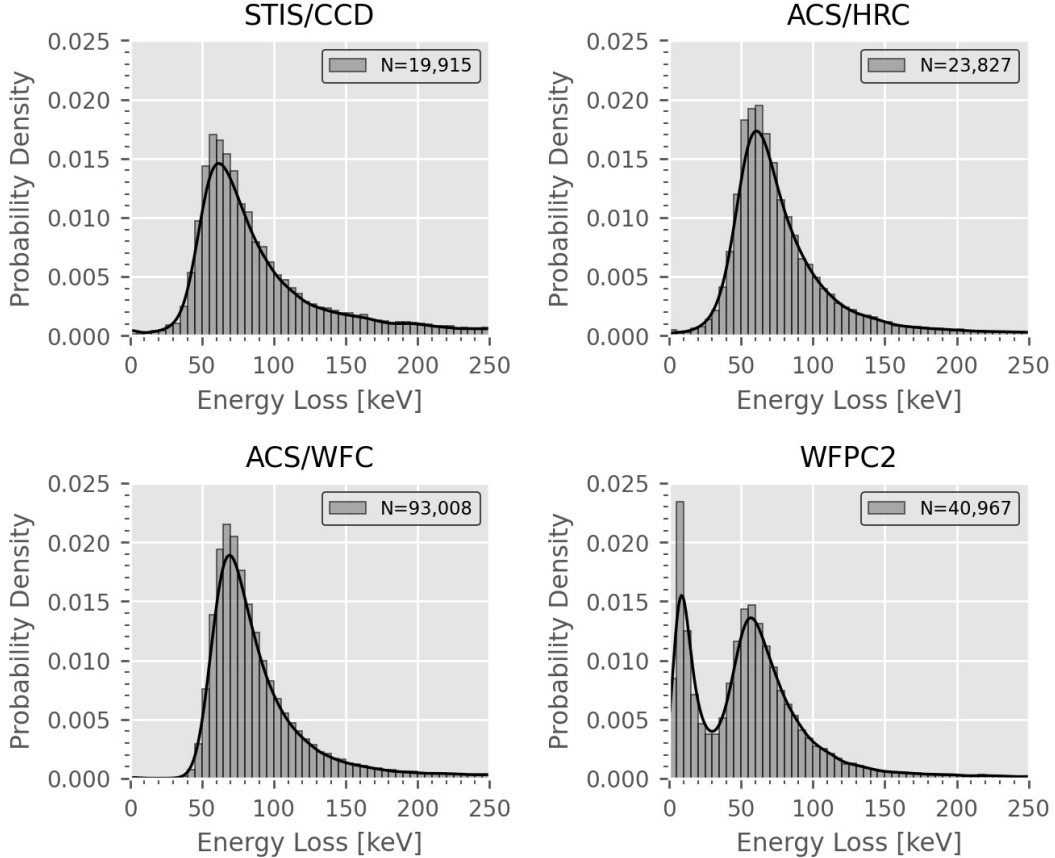 STIS/CCD
0.025
0.020
0.015
0.010
0.005
0.000
Probability Density
N=19,915
0 50 100 150 200 250
Energy Loss [keV]
ACS/HRC
0.025
0.020
0.015
0.010
0.005
0.000
Probability Density
N=23,827
0 50 100 150 200 250
Energy Loss [keV]
ACS/WFC
0.025
0.020
0.015
0.010
0.005
0.000
Probability Density
N=93,008
0 50 100 150 200 250
Energy Loss [keV]
WFPC2
0.025
0.020
0.015
0.010
0.005
0.000
Probability Density
N=40,967
0 50 100 150 200 250
Energy Loss [keV]